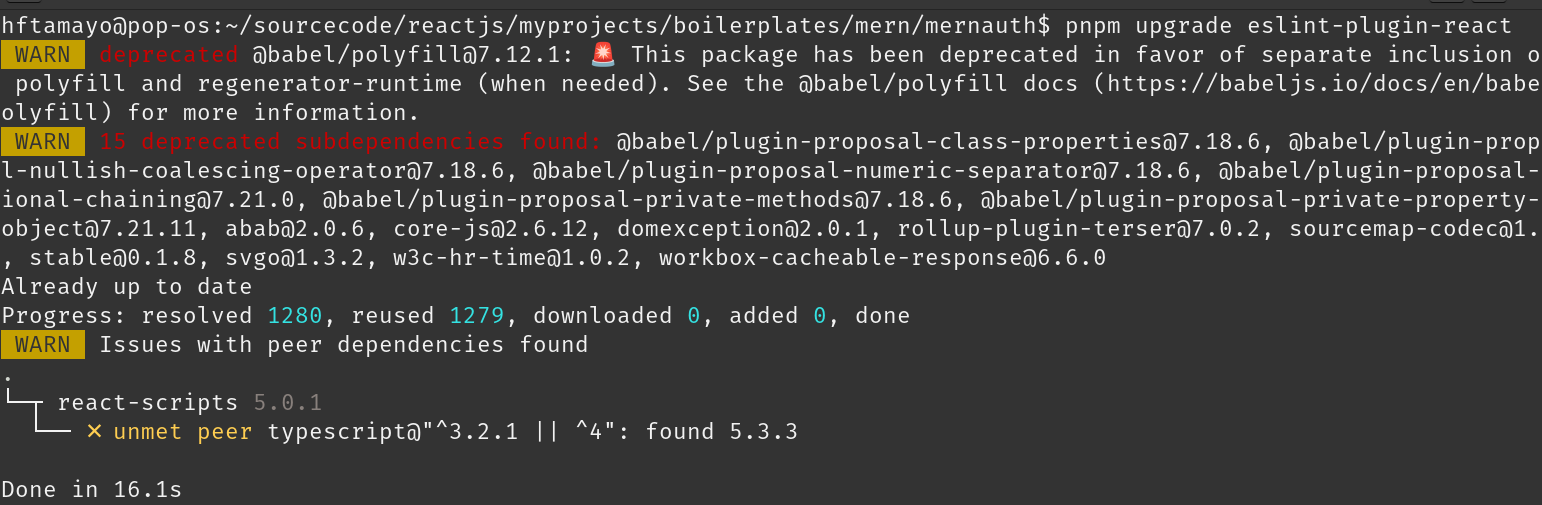 hftamayo@pop-os:~/sourcecode/reactjs/myprojects/boilerplates/mern/mernauth$ pnpm upgrade eslint-plugin-react
WARN deprecated @babel/polyfill@7.12.1: 🚨 This package has been deprecated in favor of separate inclusion o
polyfill and regenerator-runtime (when needed). See the @babel/polyfill docs (https://babeljs.io/docs/en/babe
olyfill) for more information.
WARN 15 deprecated subdependencies found: @babel/plugin-proposal-class-properties@7.18.6, @babel/plugin-prop
l-nullish-coalescing-operator@7.18.6, @babel/plugin-proposal-numeric-separator@7.18.6, @babel/plugin-proposal-
ional-chaining@7.21.0, @babel/plugin-proposal-private-methods@7.18.6, @babel/plugin-proposal-private-property-
object@7.21.11, abab@2.0.6, core-js@2.6.12, domexception@2.0.1, rollup-plugin-terser@7.0.2, sourcemap-codec@1.
, stable@0.1.8, svgo@1.3.2, w3c-hr-time@1.0.2, workbox-cacheable-response@6.6.0
Already up to date
Progress: resolved 1280, reused 1279, downloaded 0, added 0, done
WARN Issues with peer dependencies found
.
└─┬ react-scripts 5.0.1
  └── ✕ unmet peer typescript@"^3.2.1 || ^4": found 5.3.3
Done in 16.1s